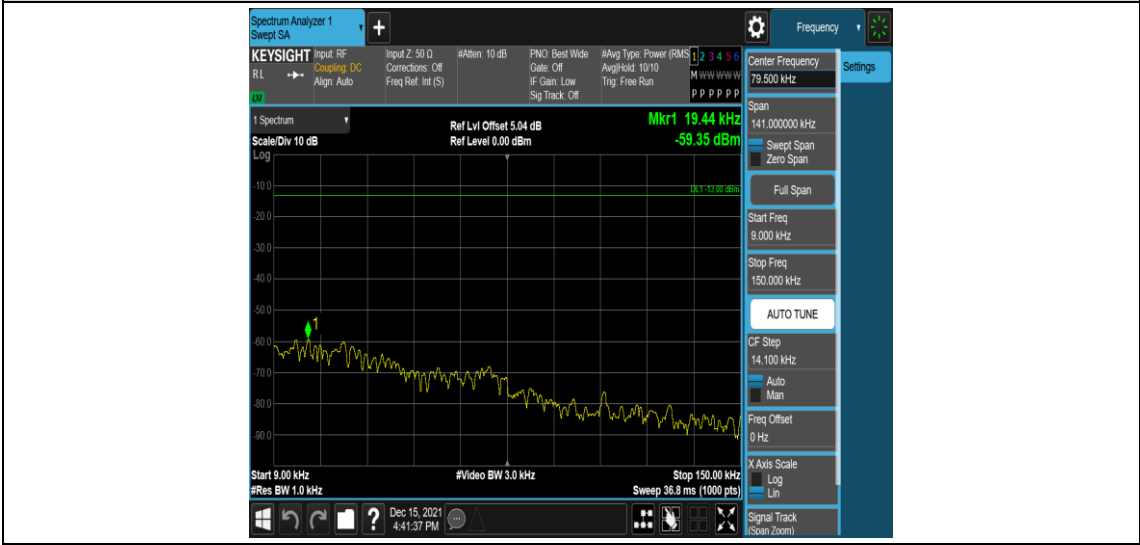 Spectrum Analyzer 1
Swept SA
+
Frequency
KEYSIGHT
RL
LM
Input: RF
Coupling: DC
Align: Auto
Input Z: 50 Ω
Corrections: Off
Freq Ref: Int (S)
#Atten: 10 dB
PNO: Best Wide
Gate: Off
IF Gain: Low
Sig Track: Off
#Avg Type: Power (RMS
Avg|Hold: 10/10
Trig: Free Run
1 2 3 4 5 6
M W W W W W
P P P P P P
1 Spectrum
Scale/Div 10 dB
Log
Ref Lvl Offset 5.04 dB
Ref Level 0.00 dBm
Mkr1 19.44 kHz
-59.35 dBm
DL1 -13.00 dBm
-10.0
-20.0
-30.0
-40.0
-50.0
-60.0
-70.0
-80.0
-90.0
1
Start 9.00 kHz
#Res BW 1.0 kHz
#Video BW 3.0 kHz
Stop 150.00 kHz
Sweep 36.8 ms (1000 pts)
Center Frequency
79.500 kHz
Settings
Span
141.000000 kHz
Swept Span
Zero Span
Full Span
Start Freq
9.000 kHz
Stop Freq
150.000 kHz
AUTO TUNE
CF Step
14.100 kHz
Auto
Man
Freq Offset
0 Hz
X Axis Scale
Log
Lin
Signal Track
(Span Zoom)
?
Dec 15, 2021
4:41:37 PM